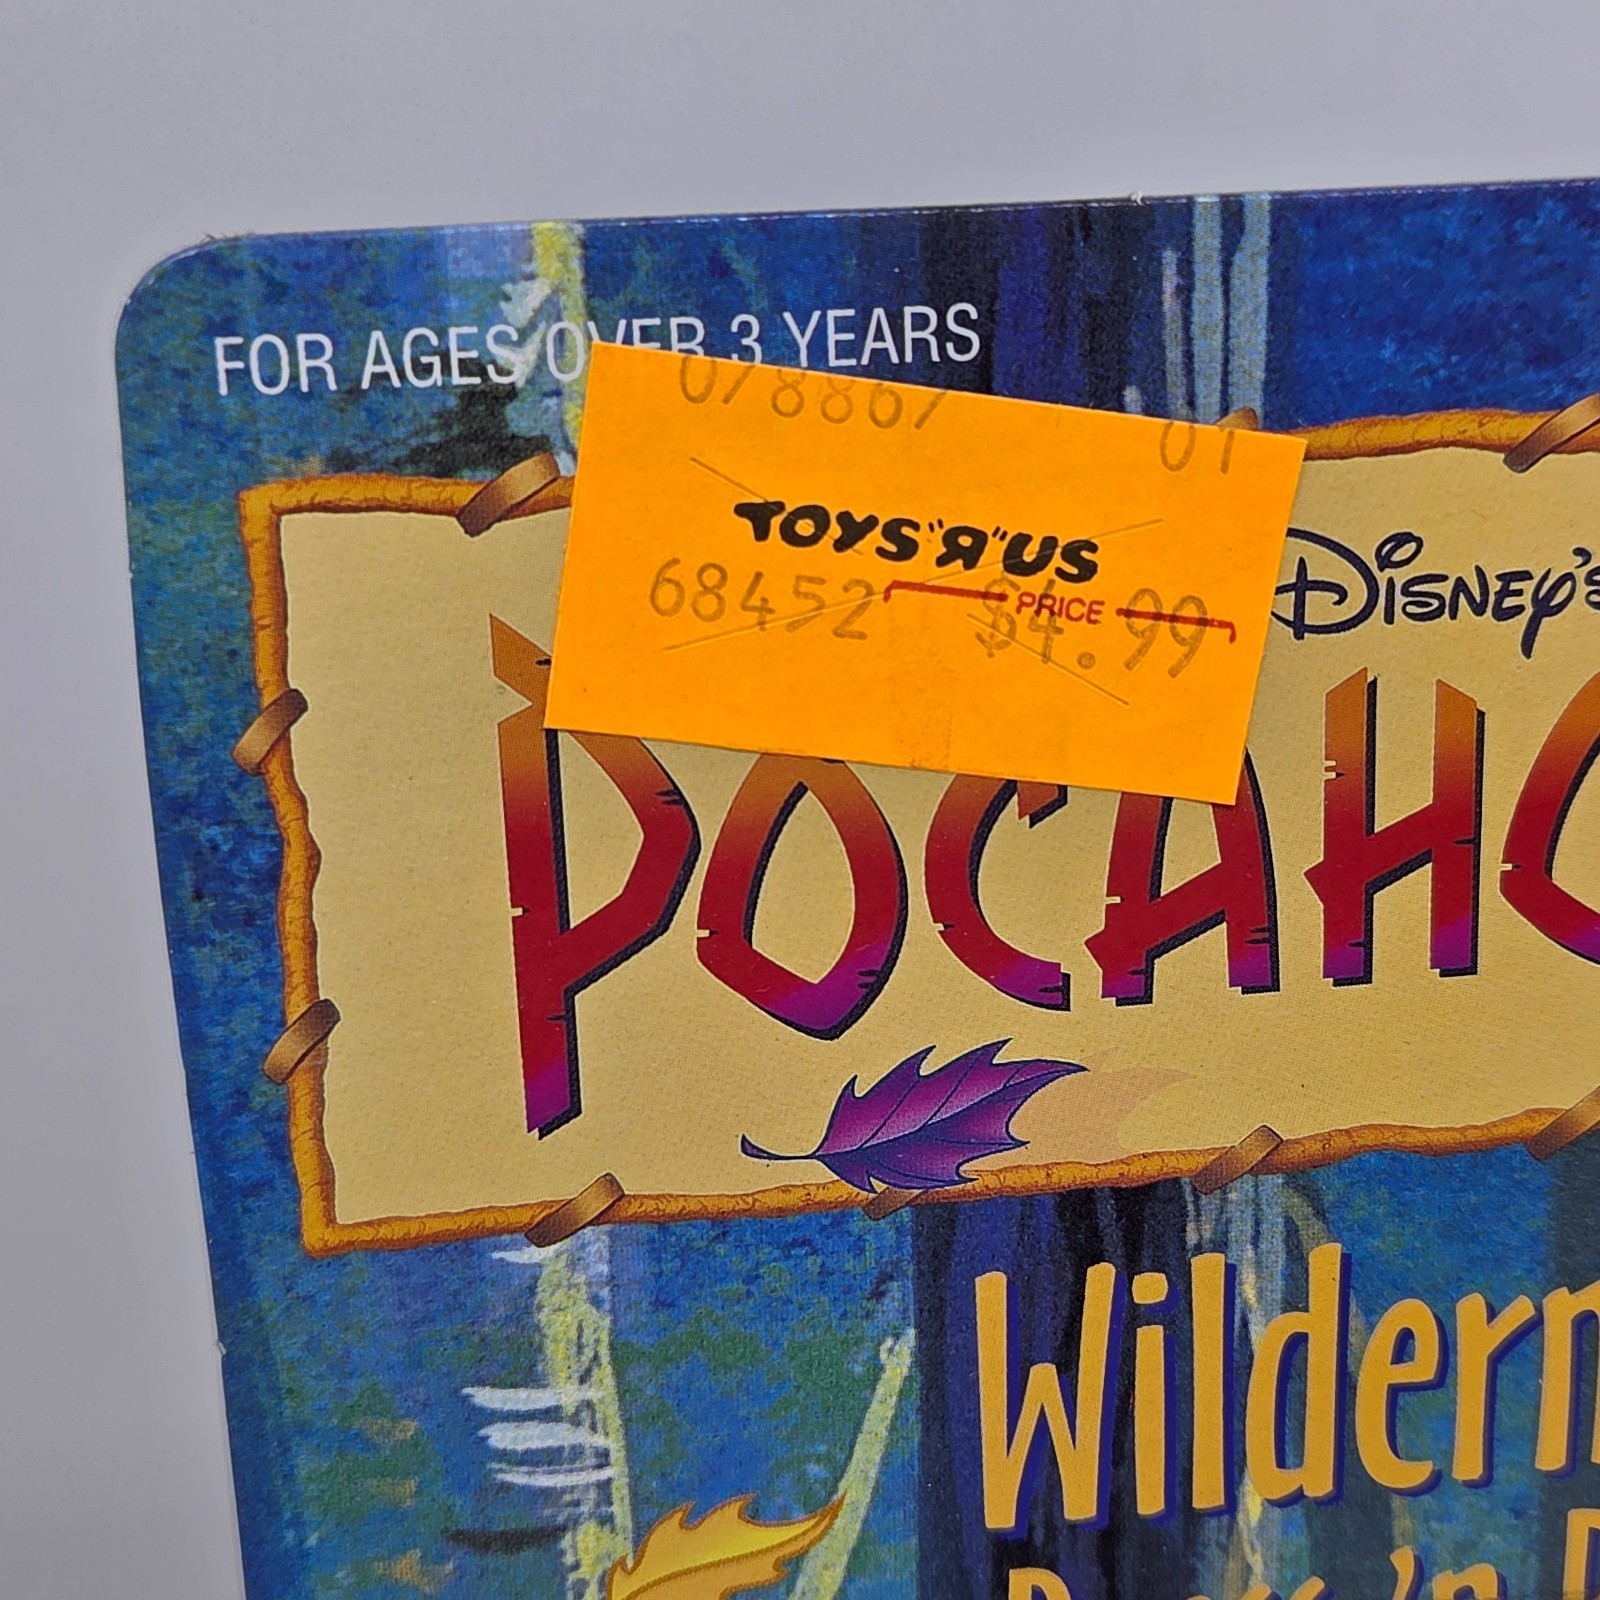 FOR AGES OVER 3 YEARS
078867 01
TOYS"R"US
68452 $4.99
PRICE
DISNEY'S
POCAHO
Wildern